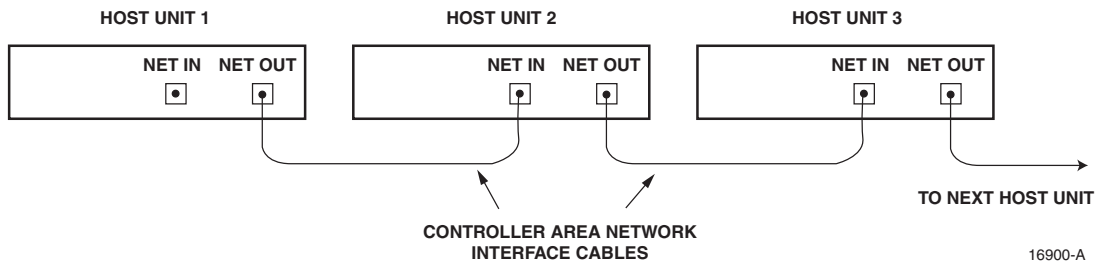 HOST UNIT 1
HOST UNIT 2
HOST UNIT 3
NET IN NET OUT
NET IN NET OUT
NET IN NET OUT
TO NEXT HOST UNIT
CONTROLLER AREA NETWORK
INTERFACE CABLES
16900-A